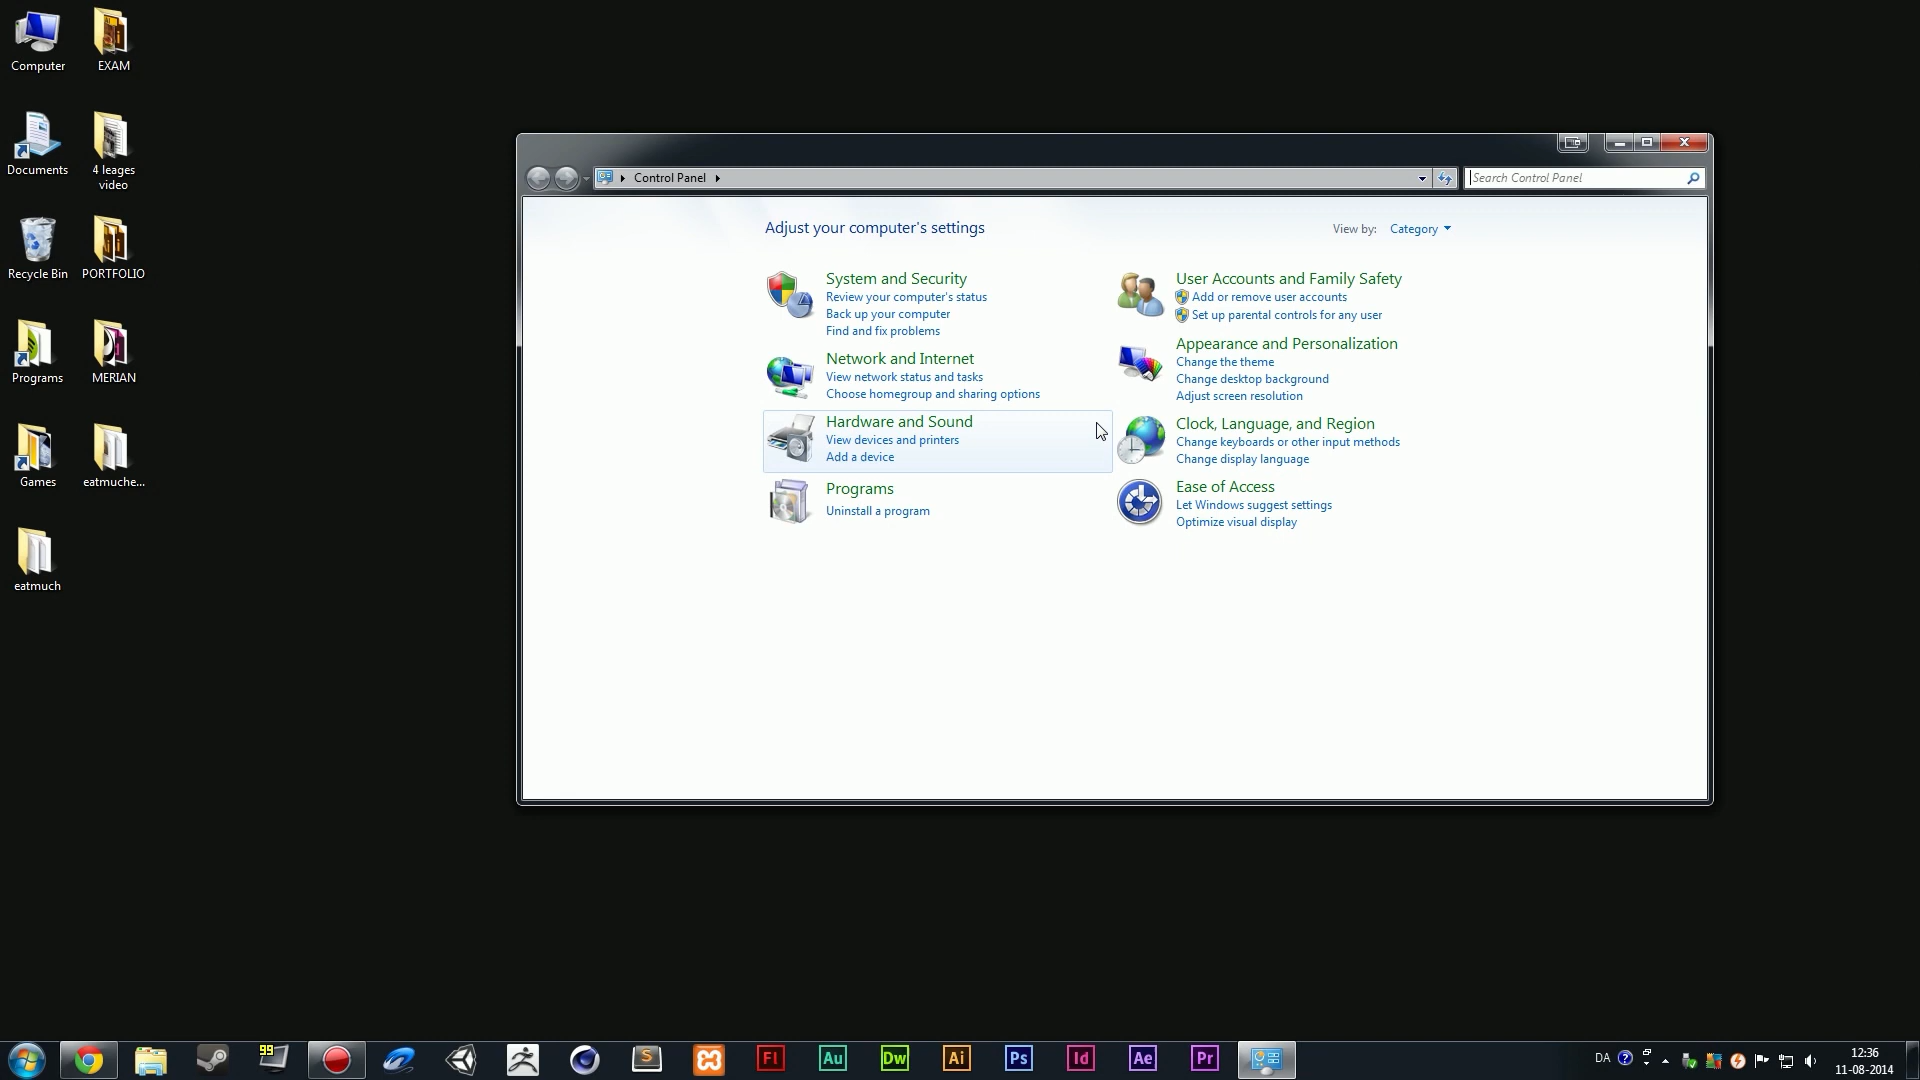 Computer
EXAM
Documents
4 leages
video
Recycle Bin
PORTFOLIO
Programs
MERIAN
Games
eatmuche...
eatmuch
Control Panel
Search Control Panel
Adjust your computer's settings
View by:
Category
System and Security
Review your computer's status
Back up your computer
Find and fix problems
Network and Internet
View network status and tasks
Choose homegroup and sharing options
Hardware and Sound
View devices and printers
Add a device
Programs
Uninstall a program
User Accounts and Family Safety
Add or remove user accounts
Set up parental controls for any user
Appearance and Personalization
Change the theme
Change desktop background
Adjust screen resolution
Clock, Language, and Region
Change keyboards or other input methods
Change display language
Ease of Access
Let Windows suggest settings
Optimize visual display
99
S
Fl
Au
Dw
Ai
Ps
Id
Ae
Pr
DA
12:36
11-08-2014